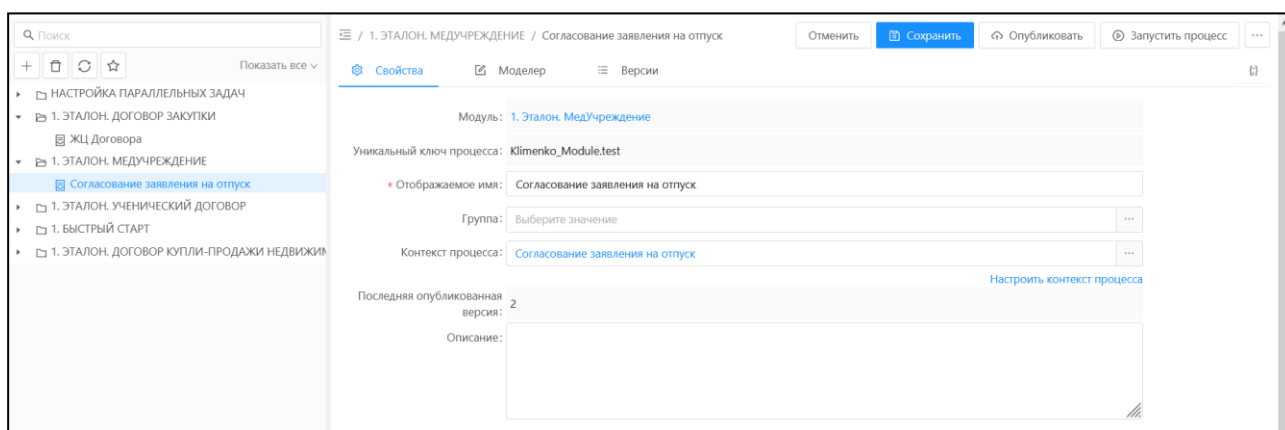 Поиск
Показать все
НАСТРОЙКА ПАРАЛЛЕЛЬНЫХ ЗАДАЧ
1. ЭТАЛОН. ДОГОВОР ЗАКУПКИ
ЖЦ Договора
1. ЭТАЛОН. МЕДУЧРЕЖДЕНИЕ
Согласование заявления на отпуск
1. ЭТАЛОН. УЧЕНИЧЕСКИЙ ДОГОВОР
1. БЫСТРЫЙ СТАРТ
1. ЭТАЛОН. ДОГОВОР КУПЛИ-ПРОДАЖИ НЕДВИЖИМ
/ 1. ЭТАЛОН. МЕДУЧРЕЖДЕНИЕ / Согласование заявления на отпуск
Отменить Сохранить Опубликовать Запустить процесс ...
Свойства Моделер Версии {;}
Модуль: 1. Эталон. МедУчреждение
Уникальный ключ процесса: Klimenko_Module.test
* Отображаемое имя: Согласование заявления на отпуск
Группа: Выберите значение ...
Контекст процесса: Согласование заявления на отпуск ...
Настроить контекст процесса
Последняя опубликованная
версия: 2
Описание: